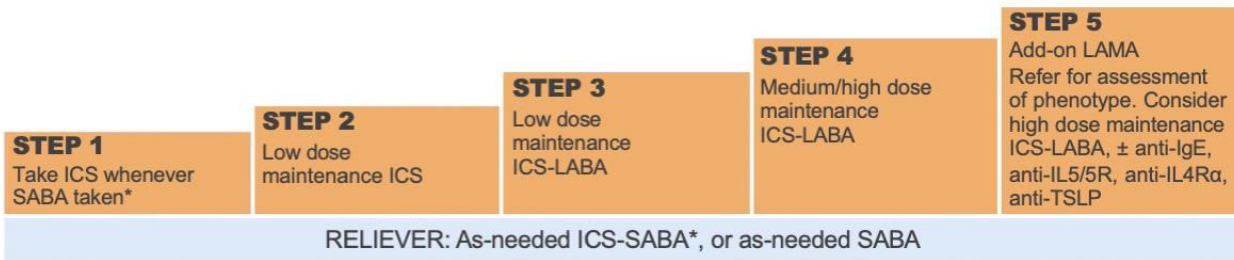 STEP 1
Take ICS whenever
SABA taken*
STEP 2
Low dose
maintenance ICS
STEP 3
Low dose
maintenance
ICS-LABA
STEP 4
Medium/high dose
maintenance
ICS-LABA
STEP 5
Add-on LAMA
Refer for assessment
of phenotype. Consider
high dose maintenance
ICS-LABA, ± anti-IgE,
anti-IL5/5R, anti-IL4Rα,
anti-TSLP
RELIEVER: As-needed ICS-SABA*, or as-needed SABA